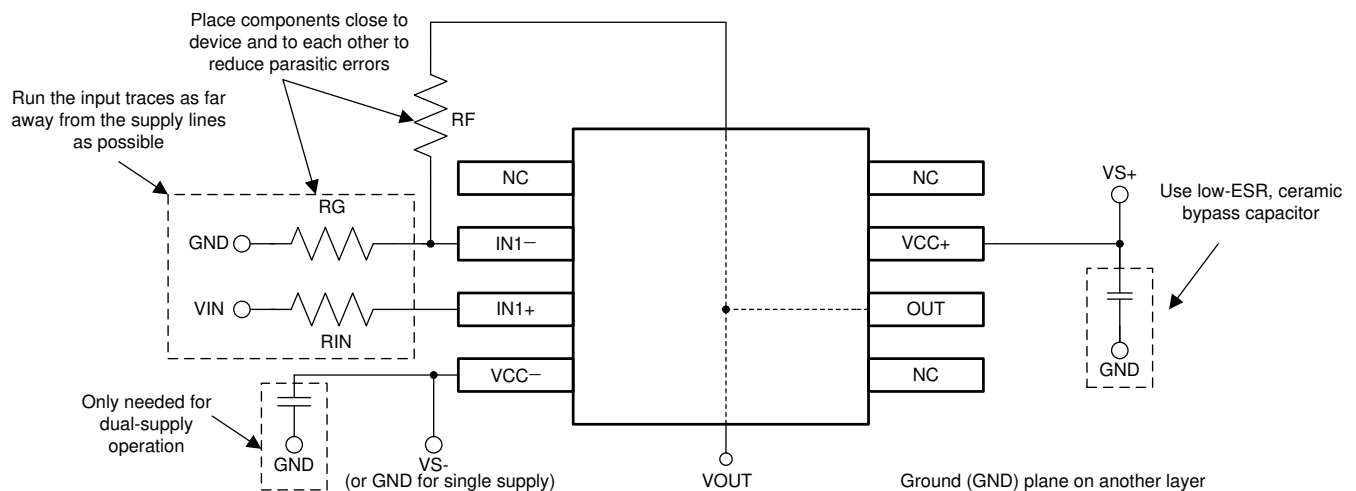 Place components close to
device and to each other to
reduce parasitic errors
Run the input traces as far
away from the supply lines
as possible
RF
NC
NC
VS+
Use low-ESR, ceramic
bypass capacitor
RG
GND
IN1−
VCC+
VIN
IN1+
OUT
RIN
VCC−
NC
GND
Only needed for
dual-supply
operation
GND
VS-
(or GND for single supply)
VOUT
Ground (GND) plane on another layer